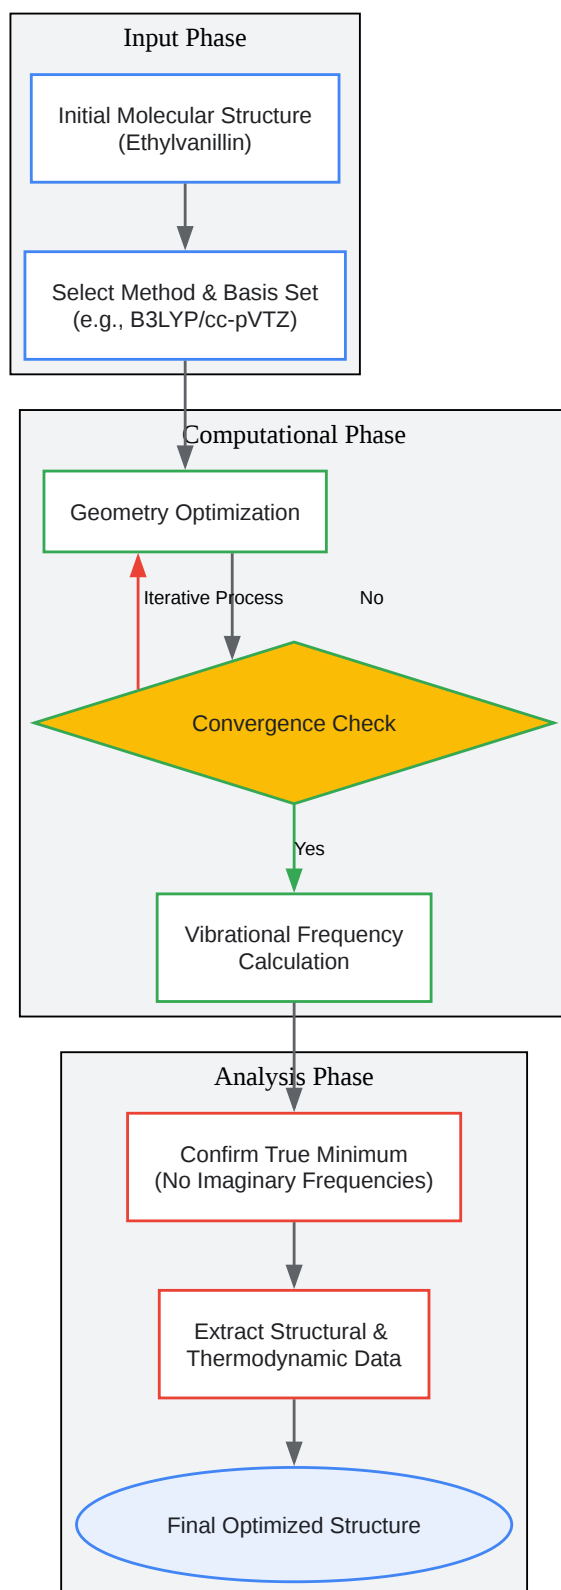 Input Phase
Initial Molecular Structure
(Ethylvanillin)
Select Method & Basis Set
(e.g., B3LYP/cc-pVTZ)
Computational Phase
Geometry Optimization
Iterative Process
No
Convergence Check
Yes
Vibrational Frequency
Calculation
Analysis Phase
Confirm True Minimum
(No Imaginary Frequencies)
Extract Structural &
Thermodynamic Data
Final Optimized Structure